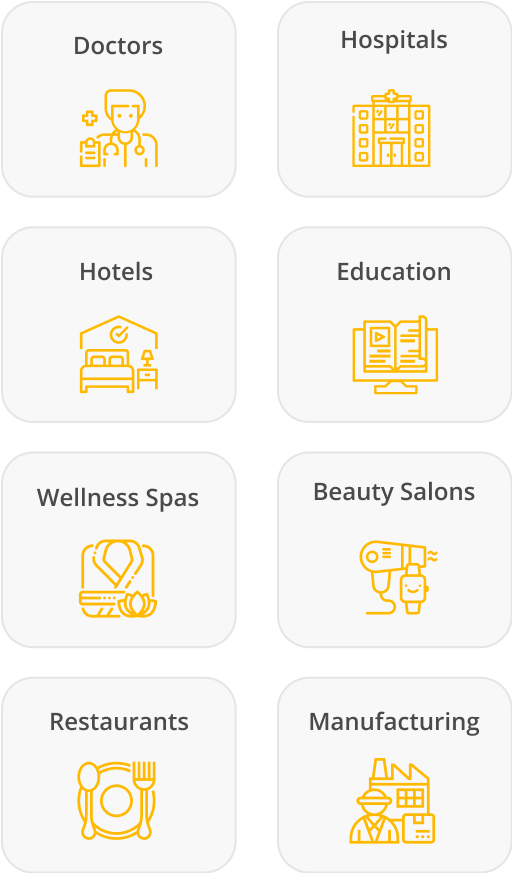 Doctors
Hospitals
Hotels
Education
Wellness Spas
Beauty Salons
Restaurants
Manufacturing